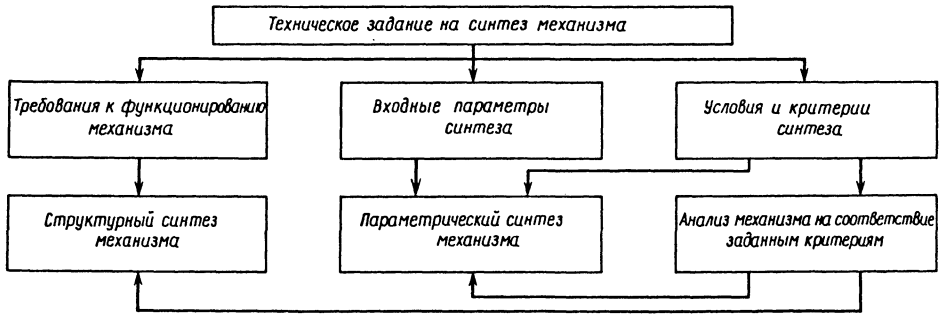 Техническое задание на синтез механизма
Требования к функционированию
механизма
Входные параметры
синтеза
Условия и критерии
синтеза
Структурный синтез
механизма
Параметрический синтез
механизма
Анализ механизма на соответствие
заданным критериям